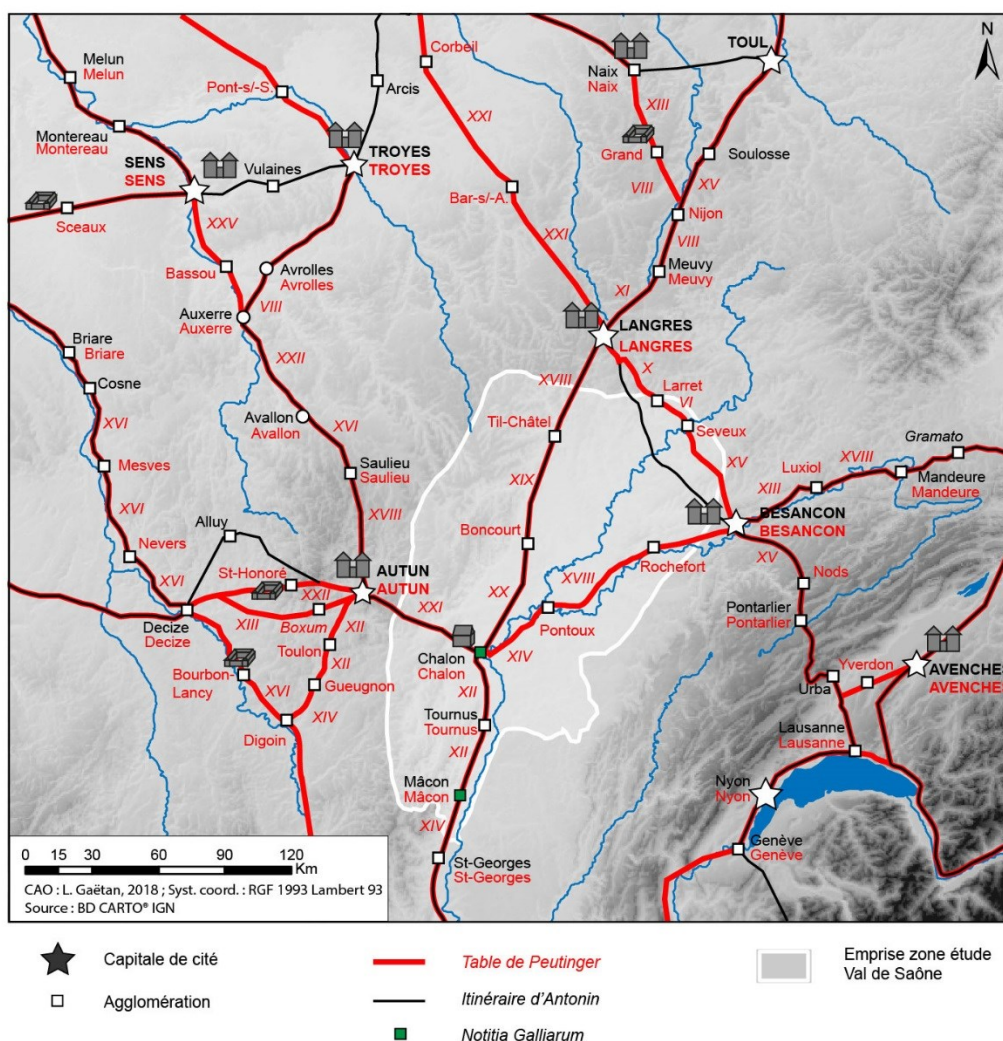 N
TOUL
Corbeil
Naix
Naix
Melun
Melun
Arcis
Pont-s/-S.
XIII
XXI
Montereau
Montereau
TROYES
TROYES
Grand
Soulosse
SENS
SENS
Vulaines
XV
VIII
Bar-s/-A.
Sceaux
XXV
Nijon
XXI
VIII
Bassou
Avrolles
Avrolles
Meuvy
Meuvy
XI
VIII
Auxerre
Auxerre
LANGRES
LANGRES
Briare
Briare
XXII
X
XVIII
Cosne
Larret
VI
XVI
Avallon
Avallon
XVI
Til-Châtel
Seveux
Gramato
Mesves
Saulieu
Saulieu
Luxiol
XVIII
XV
XIX
XIII
Mandeure
Mandeure
XVI
XVIII
Alluy
BESANCON
BESANCON
Nevers
Boncourt
XV
St-Honoré
AUTUN
AUTUN
Rochefort
XVI
XXII
XVIII
Nods
XXI
XX
Decize
Decize
XIII
Boxum
XII
Pontoux
Pontarlier
Pontarlier
Toulon
XIV
Bourbon-
Lancy
Chalon
Chalon
XII
Yverdon
AVENCHES
AVENCHES
XVI
Gueugnon
XII
Urba
XIV
Tournus
Tournus
Digoin
Lausanne
Lausanne
XII
Mâcon
Mâcon
Nyon
Nyon
XIV
Genève
Genève
St-Georges
St-Georges
0 15 30 60 90 120
Km
CAO : L. Gaëtan, 2018 ; Syst. coord. : RGF 1993 Lambert 93
Source : BD CARTO® IGN
Capitale de cité
Table de Peutinger
Emprise zone étude
Val de Saône
Agglomération
Itinéraire d'Antonin
Notitia Galliarum